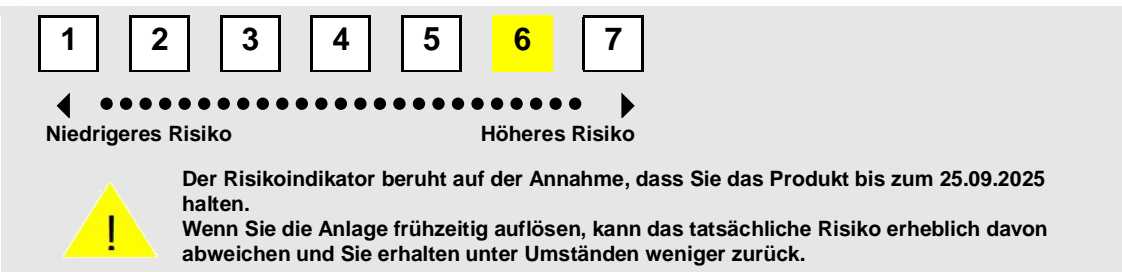 1 2 3 4 5 6 7
Niedrigeres Risiko Höheres Risiko
Der Risikoindikator beruht auf der Annahme, dass Sie das Produkt bis zum 25.09.2025
halten.
Wenn Sie die Anlage frühzeitig auflösen, kann das tatsächliche Risiko erheblich davon
abweichen und Sie erhalten unter Umständen weniger zurück.
!